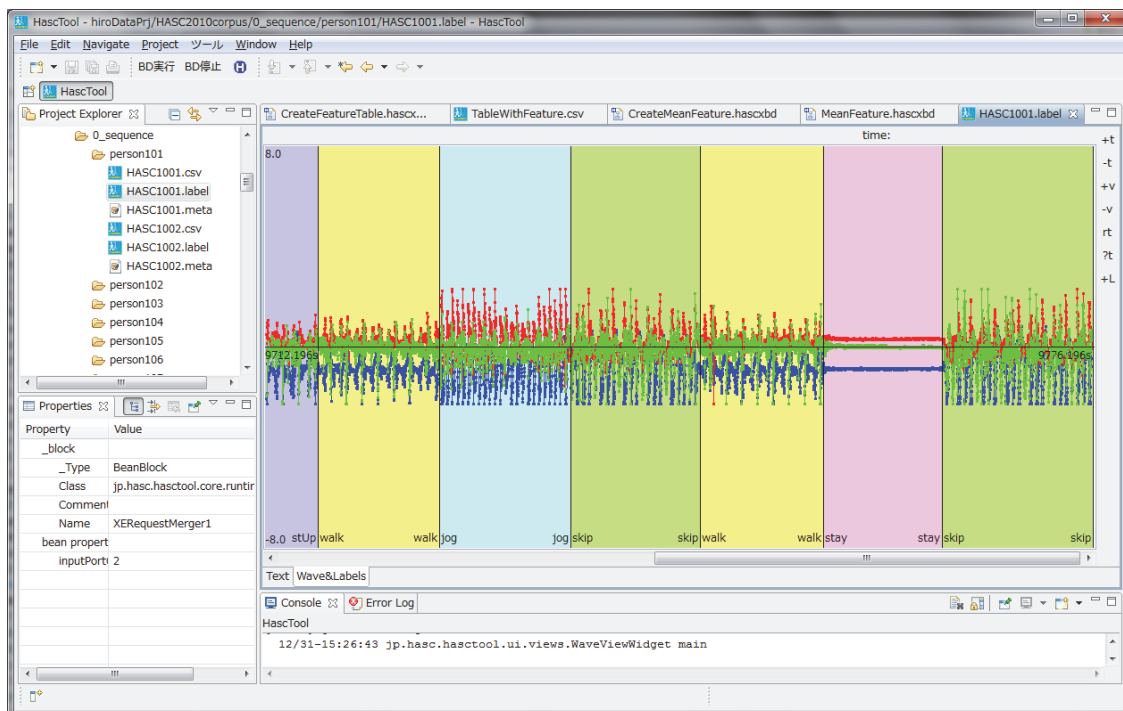 HascTool - hiroDataPrj/HASC2010corpus/0_sequence/person101/HASC1001.label - HascTool
File Edit Navigate Project ツール Window Help
BD実行 BD停止
HascTool
Project Explorer
0_sequence
person101
HASC1001.csv
HASC1001.label
HASC1001.meta
HASC1002.csv
HASC1002.label
HASC1002.meta
person102
person103
person104
person105
person106
Properties
Property Value
_block
_Type BeanBlock
Class jp.hasc.hasctool.core.runtir
Comment
Name XERequestMerger1
bean propert
inputPort 2
CreateFeatureTable.hascx... TableWithFeature.csv CreateMeanFeature.hascxbd MeanFeature.hascxbd HASC1001.label
time:
8.0
9712.196s 9776.196s
-8.0 stUp walk walk jog jog skip skip walk walk stay stay skip skip
+t
-t
+v
-v
rt
?t
+L
Text Wave&Labels
Console Error Log
HascTool
12/31-15:26:43 jp.hasc.hasctool.ui.views.WaveViewWidget main